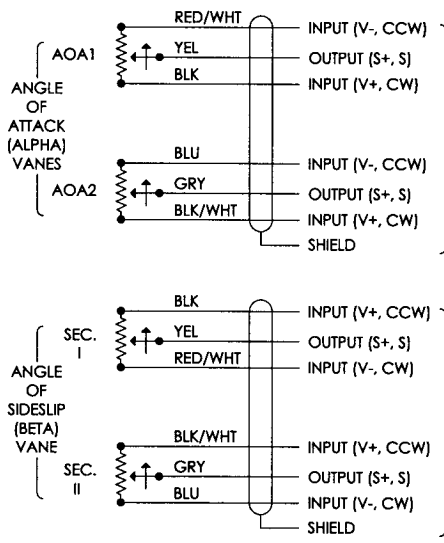 RED/WHT
INPUT (V-, CCW)
AOA1
YEL
OUTPUT (S+, S)
BLK
INPUT (V+, CW)
ANGLE
OF
ATTACK
(ALPHA)
VANES
BLU
INPUT (V-, CCW)
AOA2
GRY
OUTPUT (S+, S)
BLK/WHT
INPUT (V+, CW)
SHIELD
BLK
INPUT (V+, CCW)
SEC.
I
YEL
OUTPUT (S+, S)
RED/WHT
INPUT (V-, CW)
ANGLE
OF
SIDESLIP
(BETA)
VANE
BLK/WHT
INPUT (V+, CCW)
SEC.
II
GRY
OUTPUT (S+, S)
BLU
INPUT (V-, CW)
SHIELD